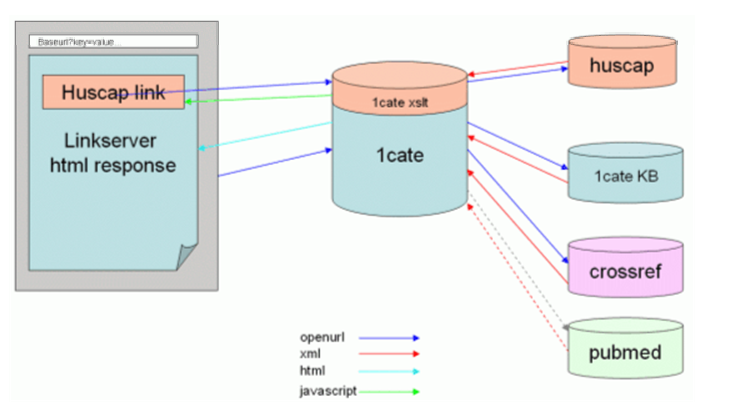 Baseurl?key=value...
Huscap link
Linkserver
html response
1cate xslt
1cate
huscap
1cate KB
crossref
pubmed
openurl
xml
html
javascript